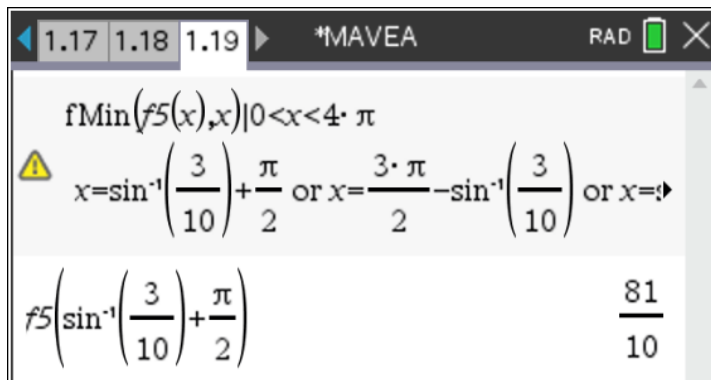 1.17 1.18 1.19 *MAVEA RAD
fMin(f5(x),x)|0<x<4·π
x=sin⁻¹(3/10)+π/2 or x=3·π/2−sin⁻¹(3/10) or x=
f5(sin⁻¹(3/10)+π/2) 81/10